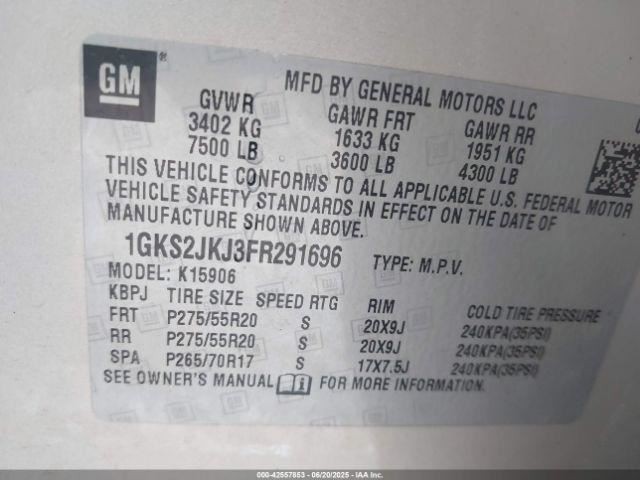 GM ®
MFD BY GENERAL MOTORS LLC
GVWR GAWR FRT GAWR RR
3402 KG 1633 KG 1951 KG
7500 LB 3600 LB 4300 LB
THIS VEHICLE CONFORMS TO ALL APPLICABLE U.S. FEDERAL MOTOR
VEHICLE SAFETY STANDARDS IN EFFECT ON THE DATE OF
MANUFACTURE SHOWN ABOVE.
1GKS2JKJ3FR291696 TYPE: M.P.V.
MODEL: K15906
KBPJ TIRE SIZE SPEED RTG RIM COLD TIRE PRESSURE
FRT P275/55R20 S 20X9J 240KPA(35PSI)
RR P275/55R20 S 20X9J 240KPA(35PSI)
SPA P265/70R17 S 17X7.5J 240KPA(35PSI)
SEE OWNER'S MANUAL FOR MORE INFORMATION.
000-42557853 - 06/20/2025 - IAAI.com